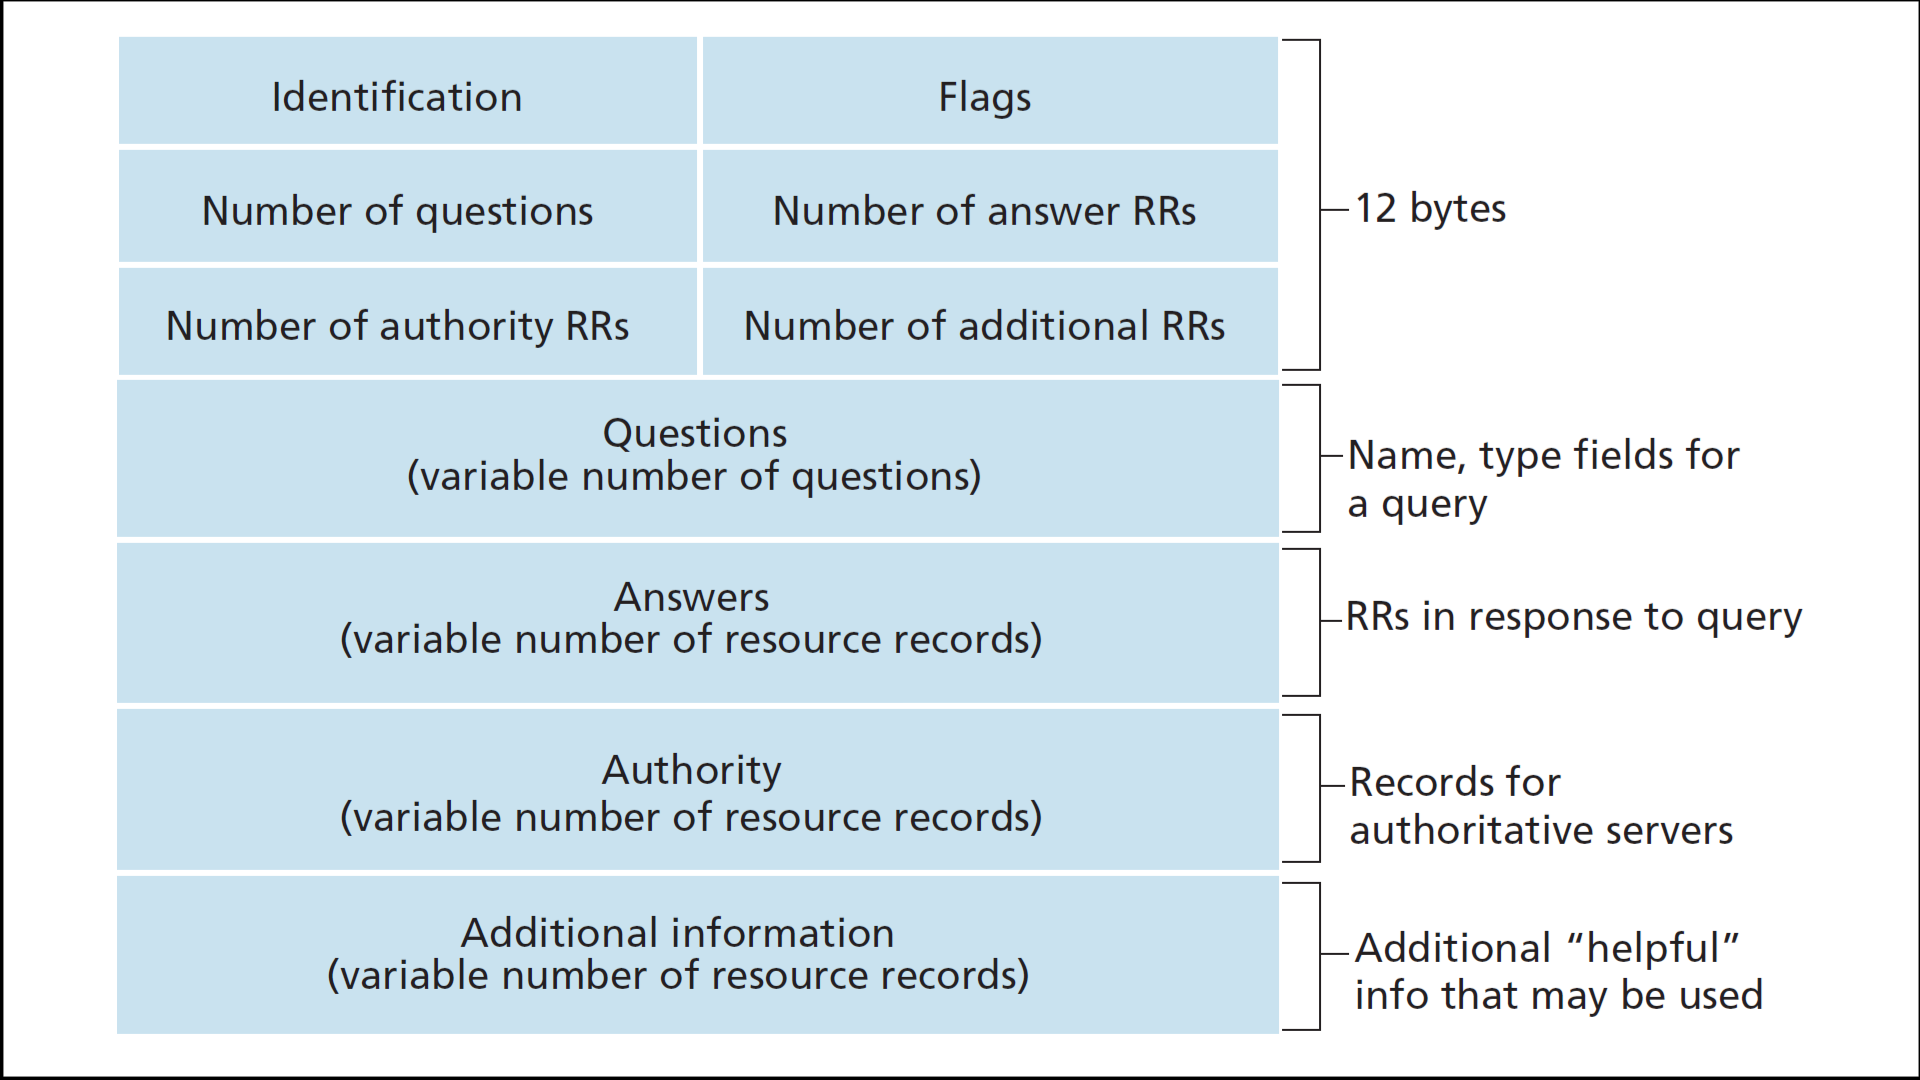 Identification
Flags
Number of questions
Number of answer RRs
12 bytes
Number of authority RRs
Number of additional RRs
Questions
(variable number of questions)
Name, type fields for
a query
Answers
(variable number of resource records)
RRs in response to query
Authority
(variable number of resource records)
Records for
authoritative servers
Additional information
(variable number of resource records)
Additional “helpful”
info that may be used